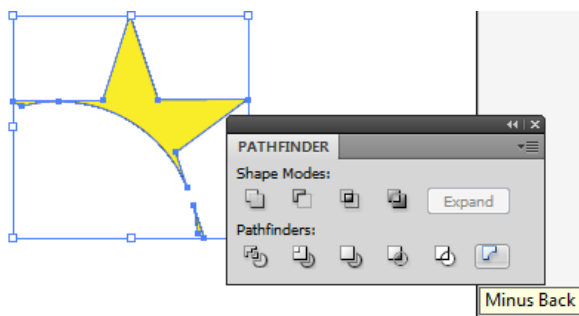 PATHFINDER
Shape Modes:
Expand
Pathfinders:
Minus Back